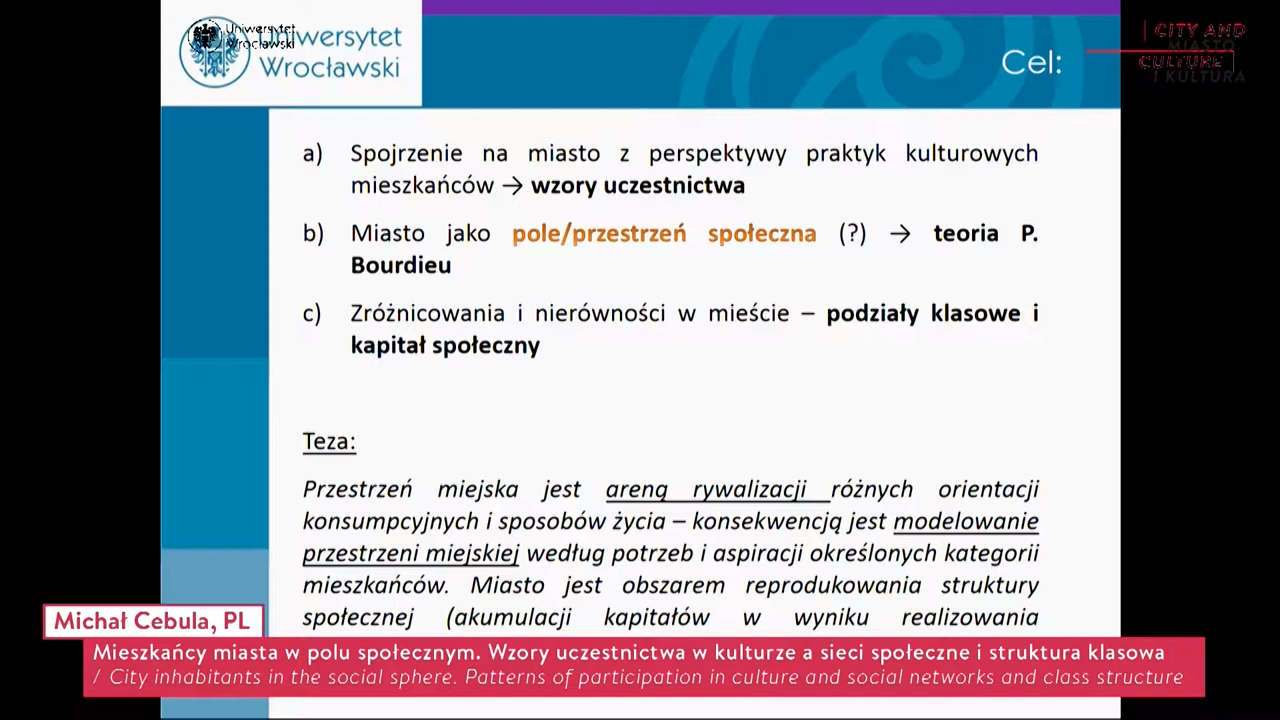 Uniwersytet
Wrocławski
Uniwersytet
Wrocławski
Cel:
CITY AND
CULTURE
MIASTO
I KULTURA
a) Spojrzenie na miasto z perspektywy praktyk kulturowych
mieszkańców → wzory uczestnictwa
b) Miasto jako pole/przestrzeń społeczna (?) → teoria P.
Bourdieu
c) Zróżnicowania i nierówności w mieście – podziały klasowe i
kapitał społeczny
Teza:
Przestrzeń miejska jest areną rywalizacji różnych orientacji
konsumpcyjnych i sposobów życia – konsekwencją jest modelowanie
przestrzeni miejskiej według potrzeb i aspiracji określonych kategorii
mieszkańców. Miasto jest obszarem reprodukowania struktury
społecznej (akumulacji kapitałów w wyniku realizowania
Michał Cebula, PL
Mieszkańcy miasta w polu społecznym. Wzory uczestnictwa w kulturze a sieci społeczne i struktura klasowa
/ City inhabitants in the social sphere. Patterns of participation in culture and social networks and class structure